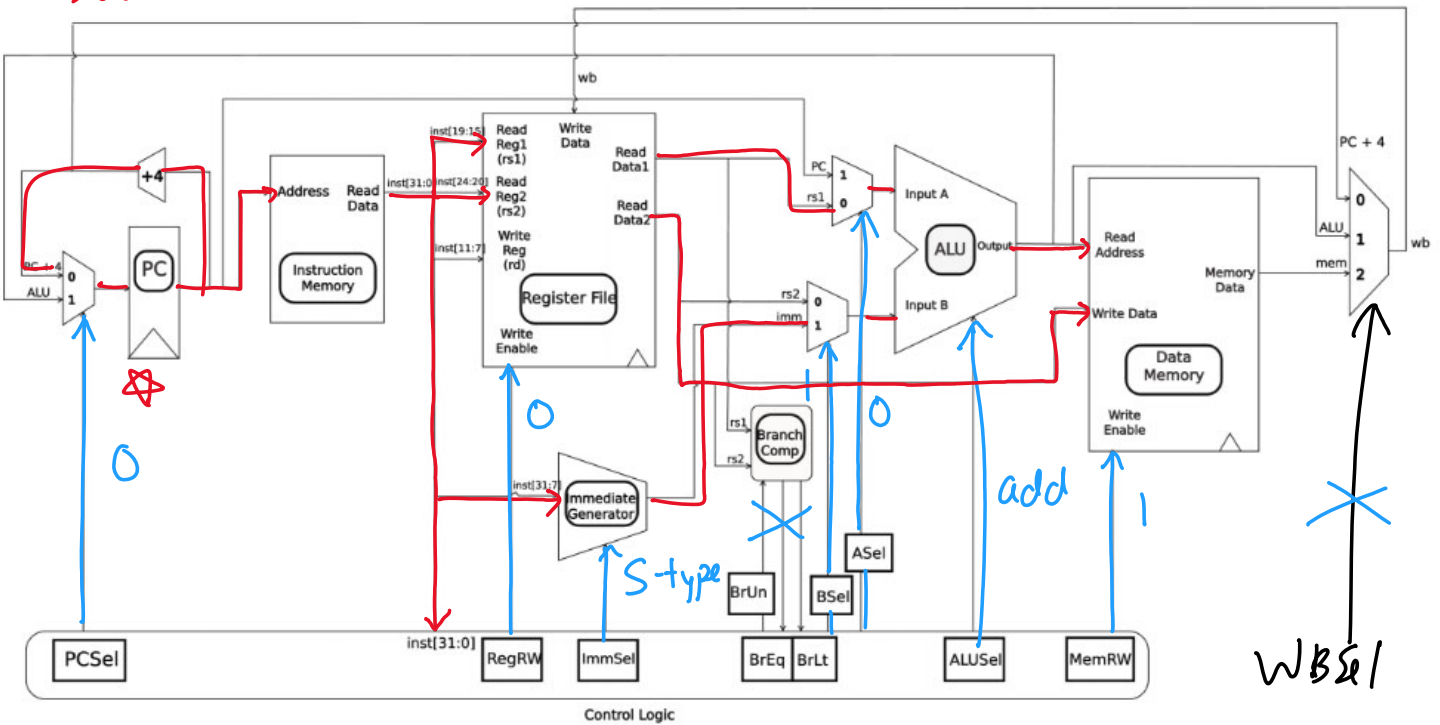 wb
PC + 4
inst[19:15]
Read
Reg1
(rs1)
Write
Data
Read
Data1
PC
1
rs1
0
+4
Address
Read
Data
inst[31:0
inst[24:20]
Read
Reg2
(rs2)
Read
Data2
Input A
0
ALU
1
wb
mem
2
inst[11:7]
Write
Reg
(rd)
ALU
Output
Read
Address
PC + 4
0
ALU
1
PC
Instruction
Memory
Register File
Memory
Data
rs2
0
imm
1
Input B
Write Data
Write
Enable
Data
Memory
Write
Enable
0
0
1
0
rs1
Branch
Comp
rs2
inst[31:7]
Immediate
Generator
add
1
S-type
ASel
BrUn
BSel
inst[31:0]
PCSel
RegRW
ImmSel
BrEq
BrLt
ALUSel
MemRW
WBSel
Control Logic